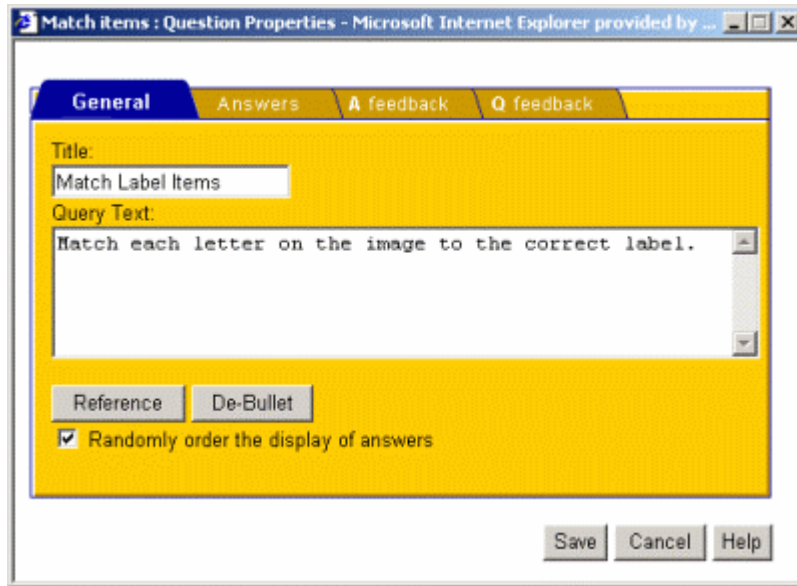 Match items : Question Properties - Microsoft Internet Explorer provided by ...
General Answers A feedback Q feedback
Title:
Match Label Items
Query Text:
Match each letter on the image to the correct label.
Reference De-Bullet
Randomly order the display of answers
Save Cancel Help